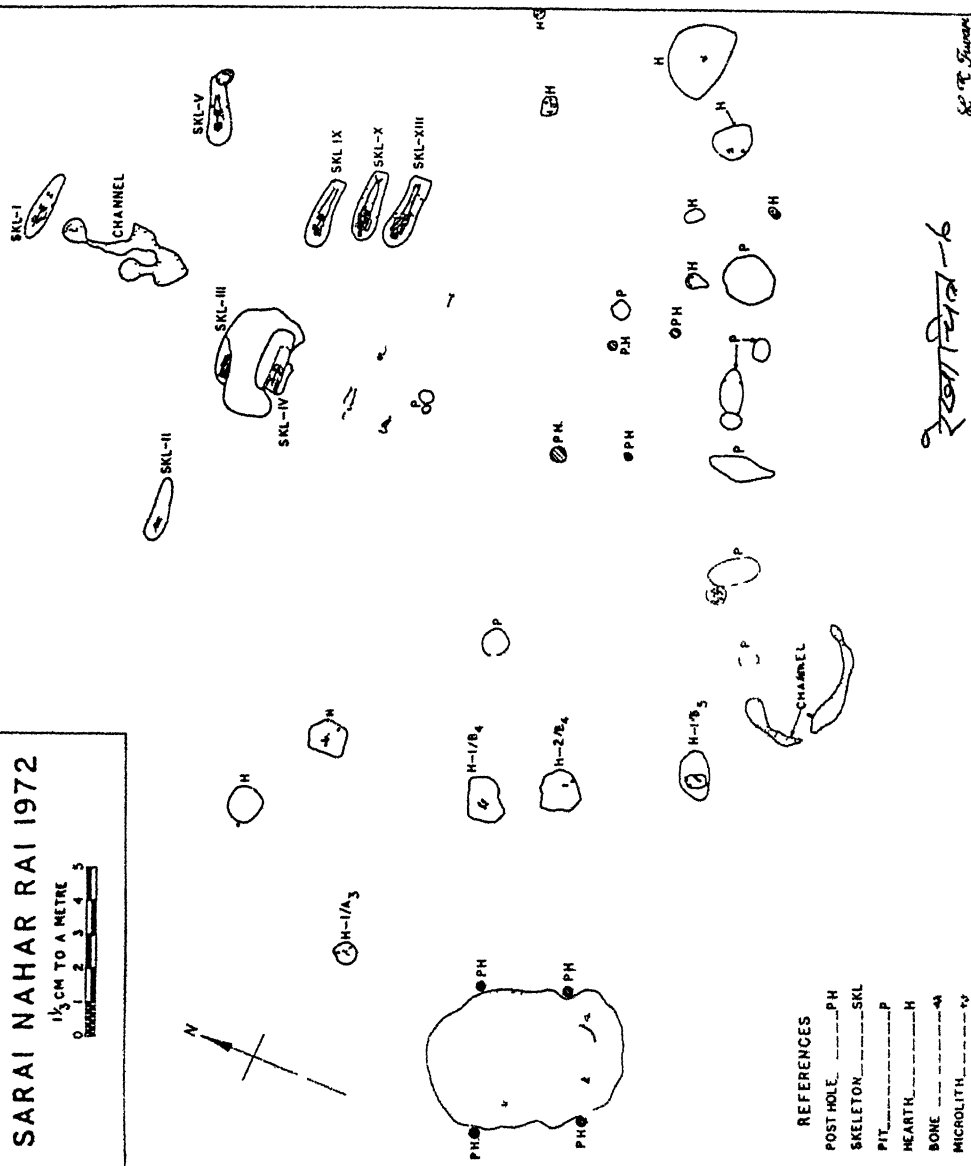 SARAI NAHAR RAI 1972
1⅓ CM TO A METRE
0 1 2 3 4 5
N
SKL-I
CHANNEL
SKL-V
SKL-III
SKL-IV
SKL-II
SKL IX
SKL-X
SKL-XIII
P
H
H
H-1/A3
H-1/B4
H-2/B4
H-1/B5
P
PH
PH
PH
PH
PH
PH
P.H
P
PH
H
H
H
H
H
H
H
P
P
P
P
P
CHANNEL
REFERENCES
POST HOLE PH
SKELETON SKL
PIT P
HEARTH H
BONE
MICROLITH
रेखाचित्र-6